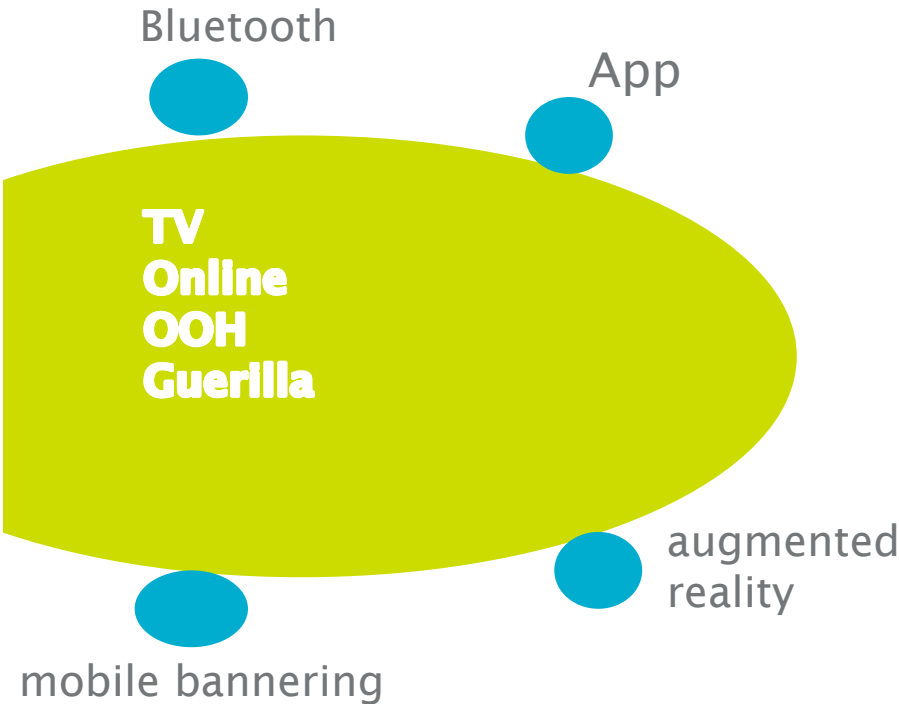 Bluetooth
App
TV
Online
OOH
Guerilla
augmented
reality
mobile bannering